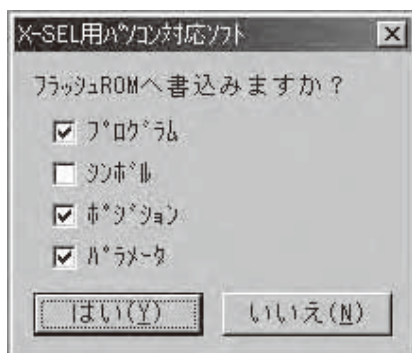 X-SEL用ﾊﾟｿｺﾝ対応ｿﾌﾄ
ﾌﾗｯｼｭROMへ書込みますか？
ﾌﾟﾛｸﾞﾗﾑ
ｼﾝﾎﾞﾙ
ﾎﾟｼﾞｼｮﾝ
ﾊﾟﾗﾒｰﾀ
はい(Y) いいえ(N)